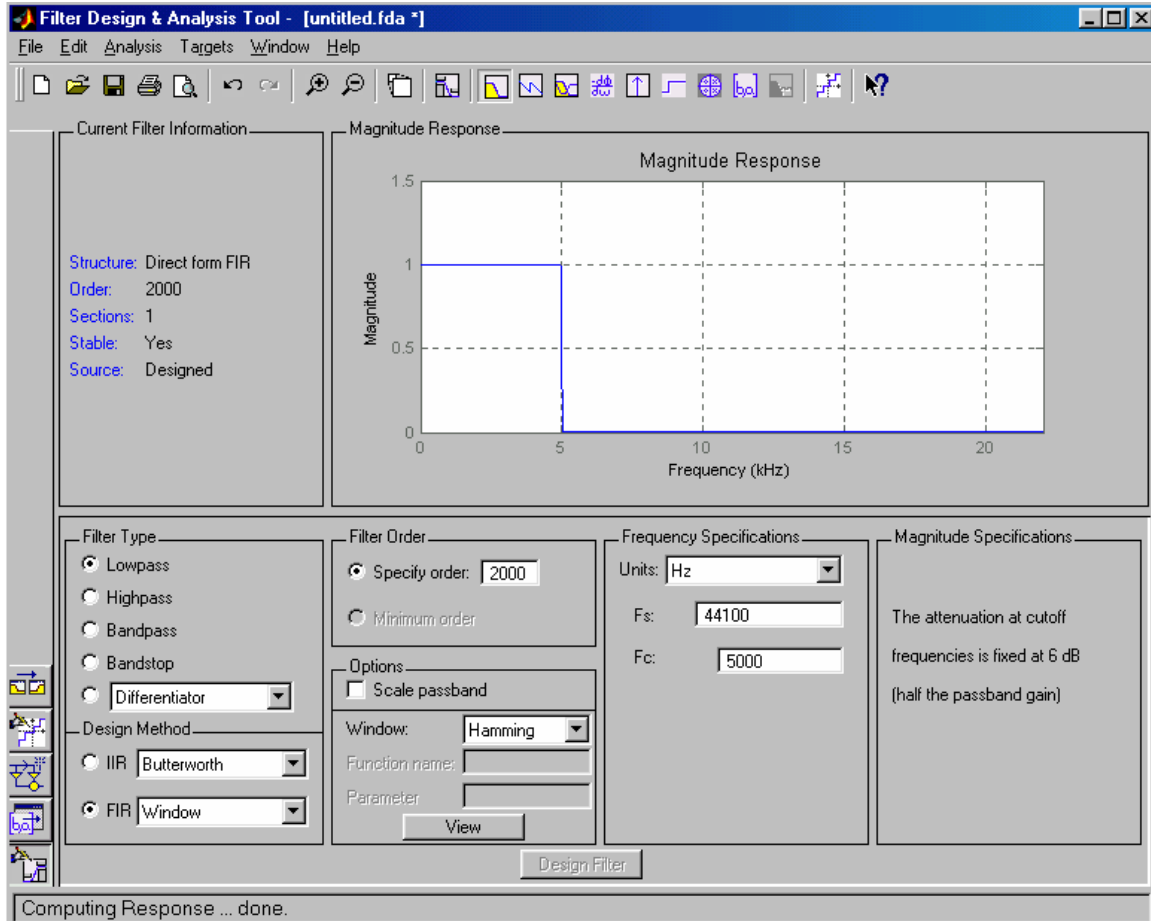 Filter Design & Analysis Tool - [untitled.fda *]
File Edit Analysis Targets Window Help
Current Filter Information
Structure: Direct form FIR
Order: 2000
Sections: 1
Stable: Yes
Source: Designed
Magnitude Response
Magnitude Response
1.5
1
0.5
0
Magnitude
0 5 10 15 20
Frequency (kHz)
Filter Type
Lowpass
Highpass
Bandpass
Bandstop
Differentiator
Design Method
IIR Butterworth
FIR Window
Filter Order
Specify order: 2000
Minimum order
Options
Scale passband
Window: Hamming
Function name:
Parameter
View
Frequency Specifications
Units: Hz
Fs: 44100
Fc: 5000
Magnitude Specifications
The attenuation at cutoff
frequencies is fixed at 6 dB
(half the passband gain)
Design Filter
Computing Response ... done.